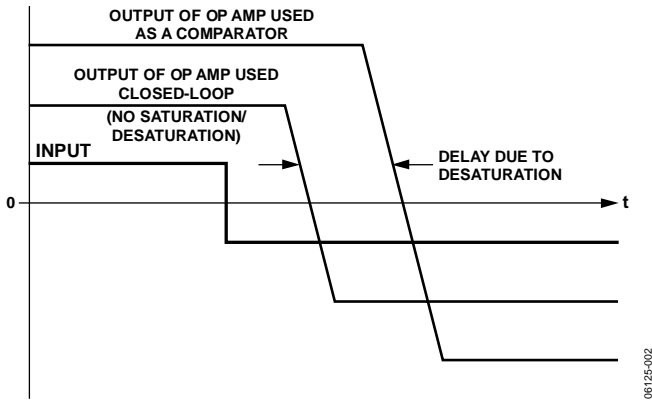 OUTPUT OF OP AMP USED
AS A COMPARATOR
OUTPUT OF OP AMP USED
CLOSED-LOOP
(NO SATURATION/
DESATURATION)
INPUT
DELAY DUE TO
DESATURATION
0
t
06125-002